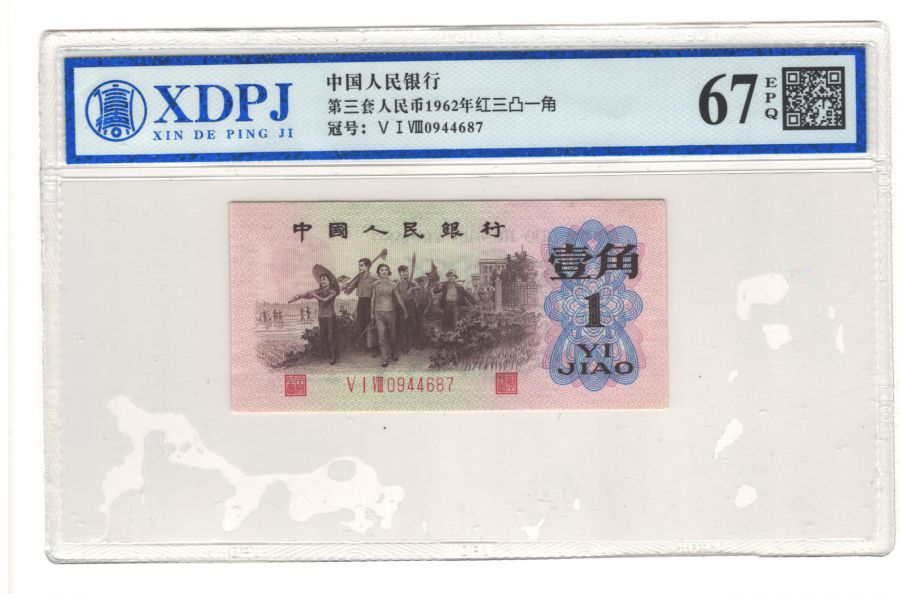 XDPJ
XIN DE PING JI
中国人民银行
第三套人民币1962年红三凸一角
冠号：ⅤⅠⅧ0944687
67
EPQ
中國人民銀行
壹角
1
YI
JIAO
ⅤⅠⅧ0944687